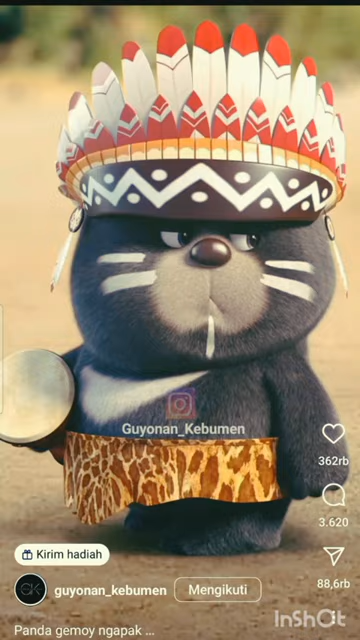 Guyonan_Kebumen
362rb
3.620
88,6rb
Kirim hadiah
guyonan_kebumen
Mengikuti
Panda gemoy ngapak ...
InShot